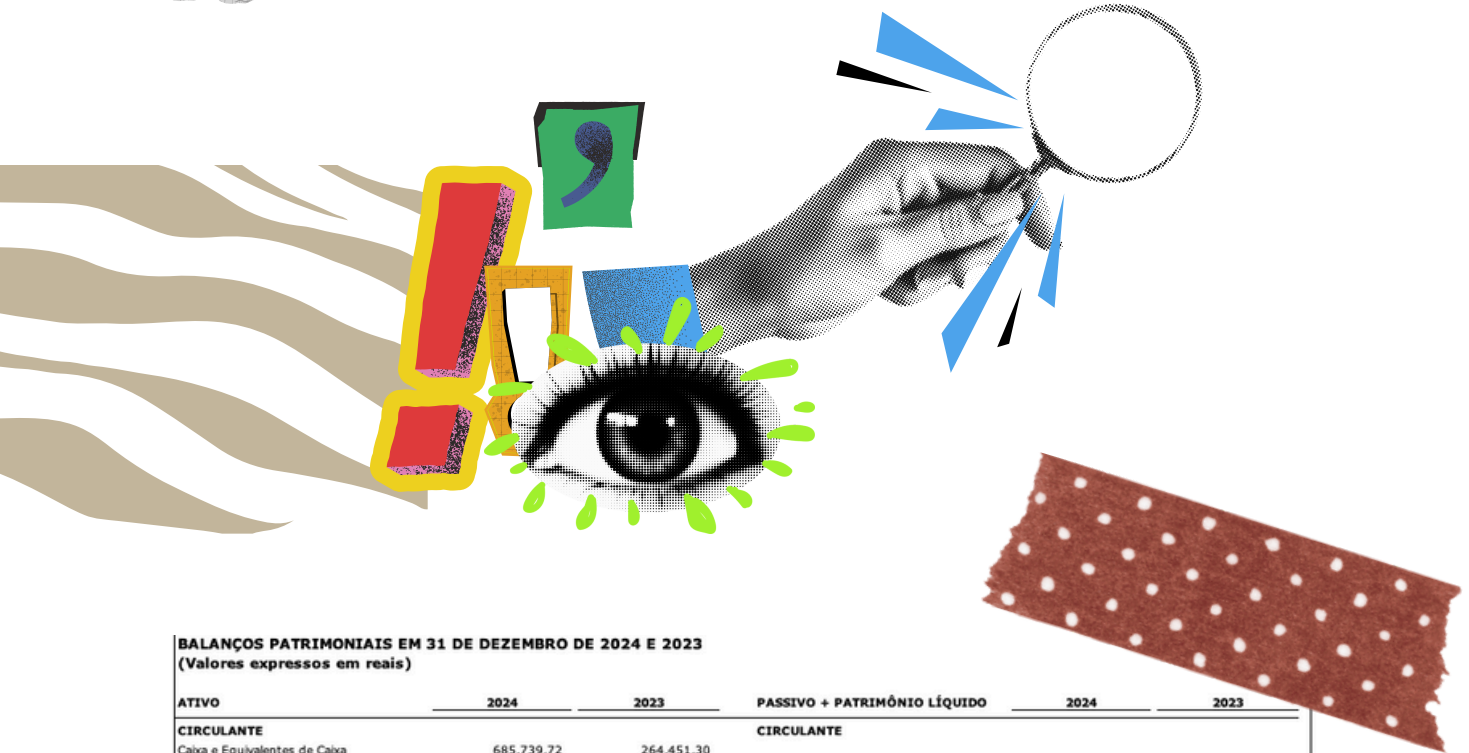 BALANÇOS PATRIMONIAIS EM 31 DE DEZEMBRO DE 2024 E 2023
(Valores expressos em reais)
ATIVO 2024 2023 PASSIVO + PATRIMÔNIO LÍQUIDO 2024 2023
CIRCULANTE CIRCULANTE
Caixa e Equivalentes de Caixa 685.739,72 264.451,30